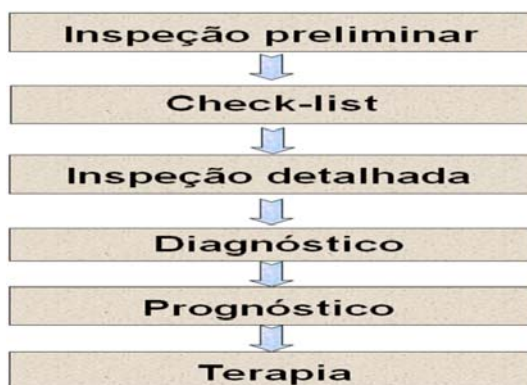 Inspeção preliminar
Check-list
Inspeção detalhada
Diagnóstico
Prognóstico
Terapia